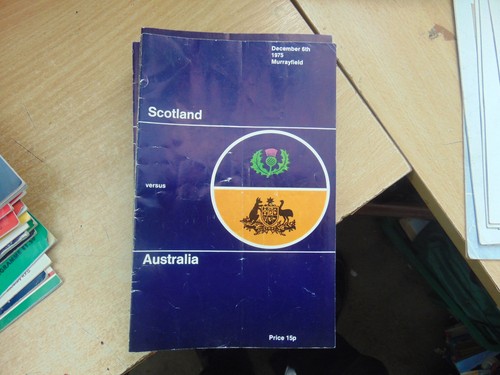 December 6th
1975
Murrayfield
Scotland
versus
Australia
Price 15p